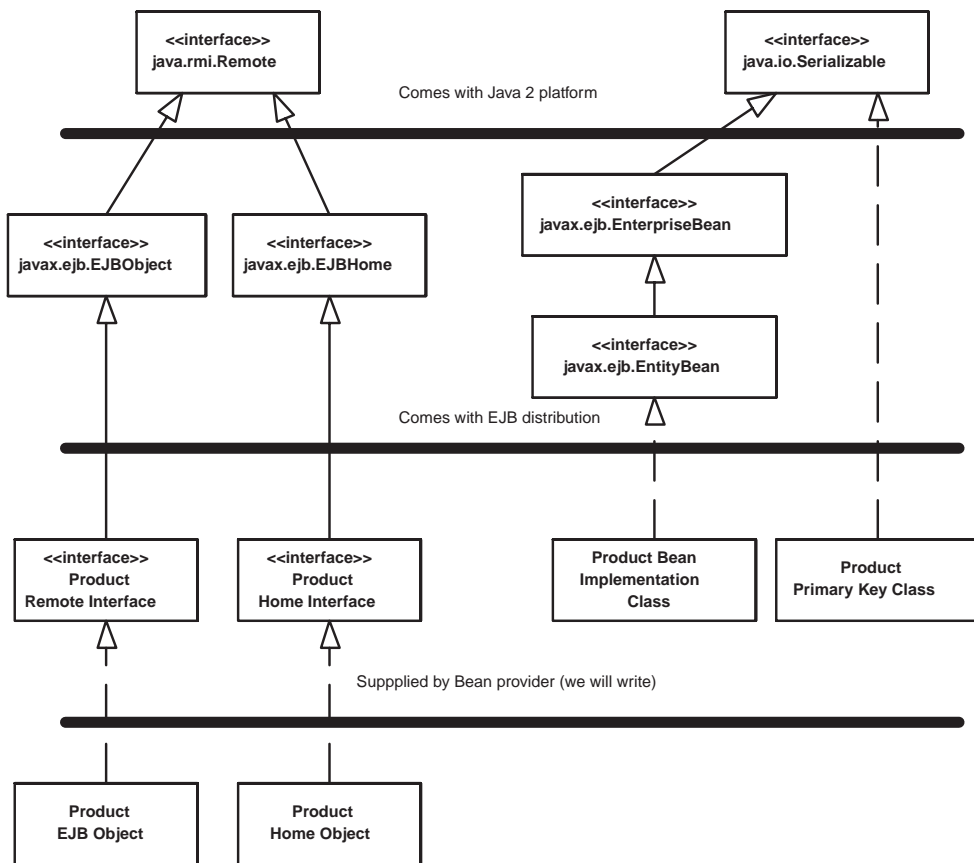 <<interface>>
java.rmi.Remote
<<interface>>
java.io.Serializable
Comes with Java 2 platform
<<interface>>
javax.ejb.EnterpriseBean
<<interface>>
javax.ejb.EJBObject
<<interface>>
javax.ejb.EJBHome
<<interface>>
javax.ejb.EntityBean
Comes with EJB distribution
<<interface>>
Product
Remote Interface
<<interface>>
Product
Home Interface
Product Bean
Implementation
Class
Product
Primary Key Class
Suppplied by Bean provider (we will write)
Product
EJB Object
Product
Home Object